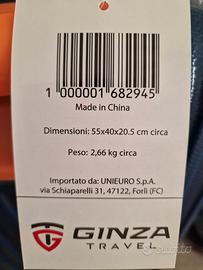 1 000001 682945
Made in China
Dimensioni: 55x40x20.5 cm circa
Peso: 2,66 kg circa
Importato da: UNIEURO S.p.A.
via Schiaparelli 31, 47122, Forlì (FC)
GINZA
TRAVEL
subito